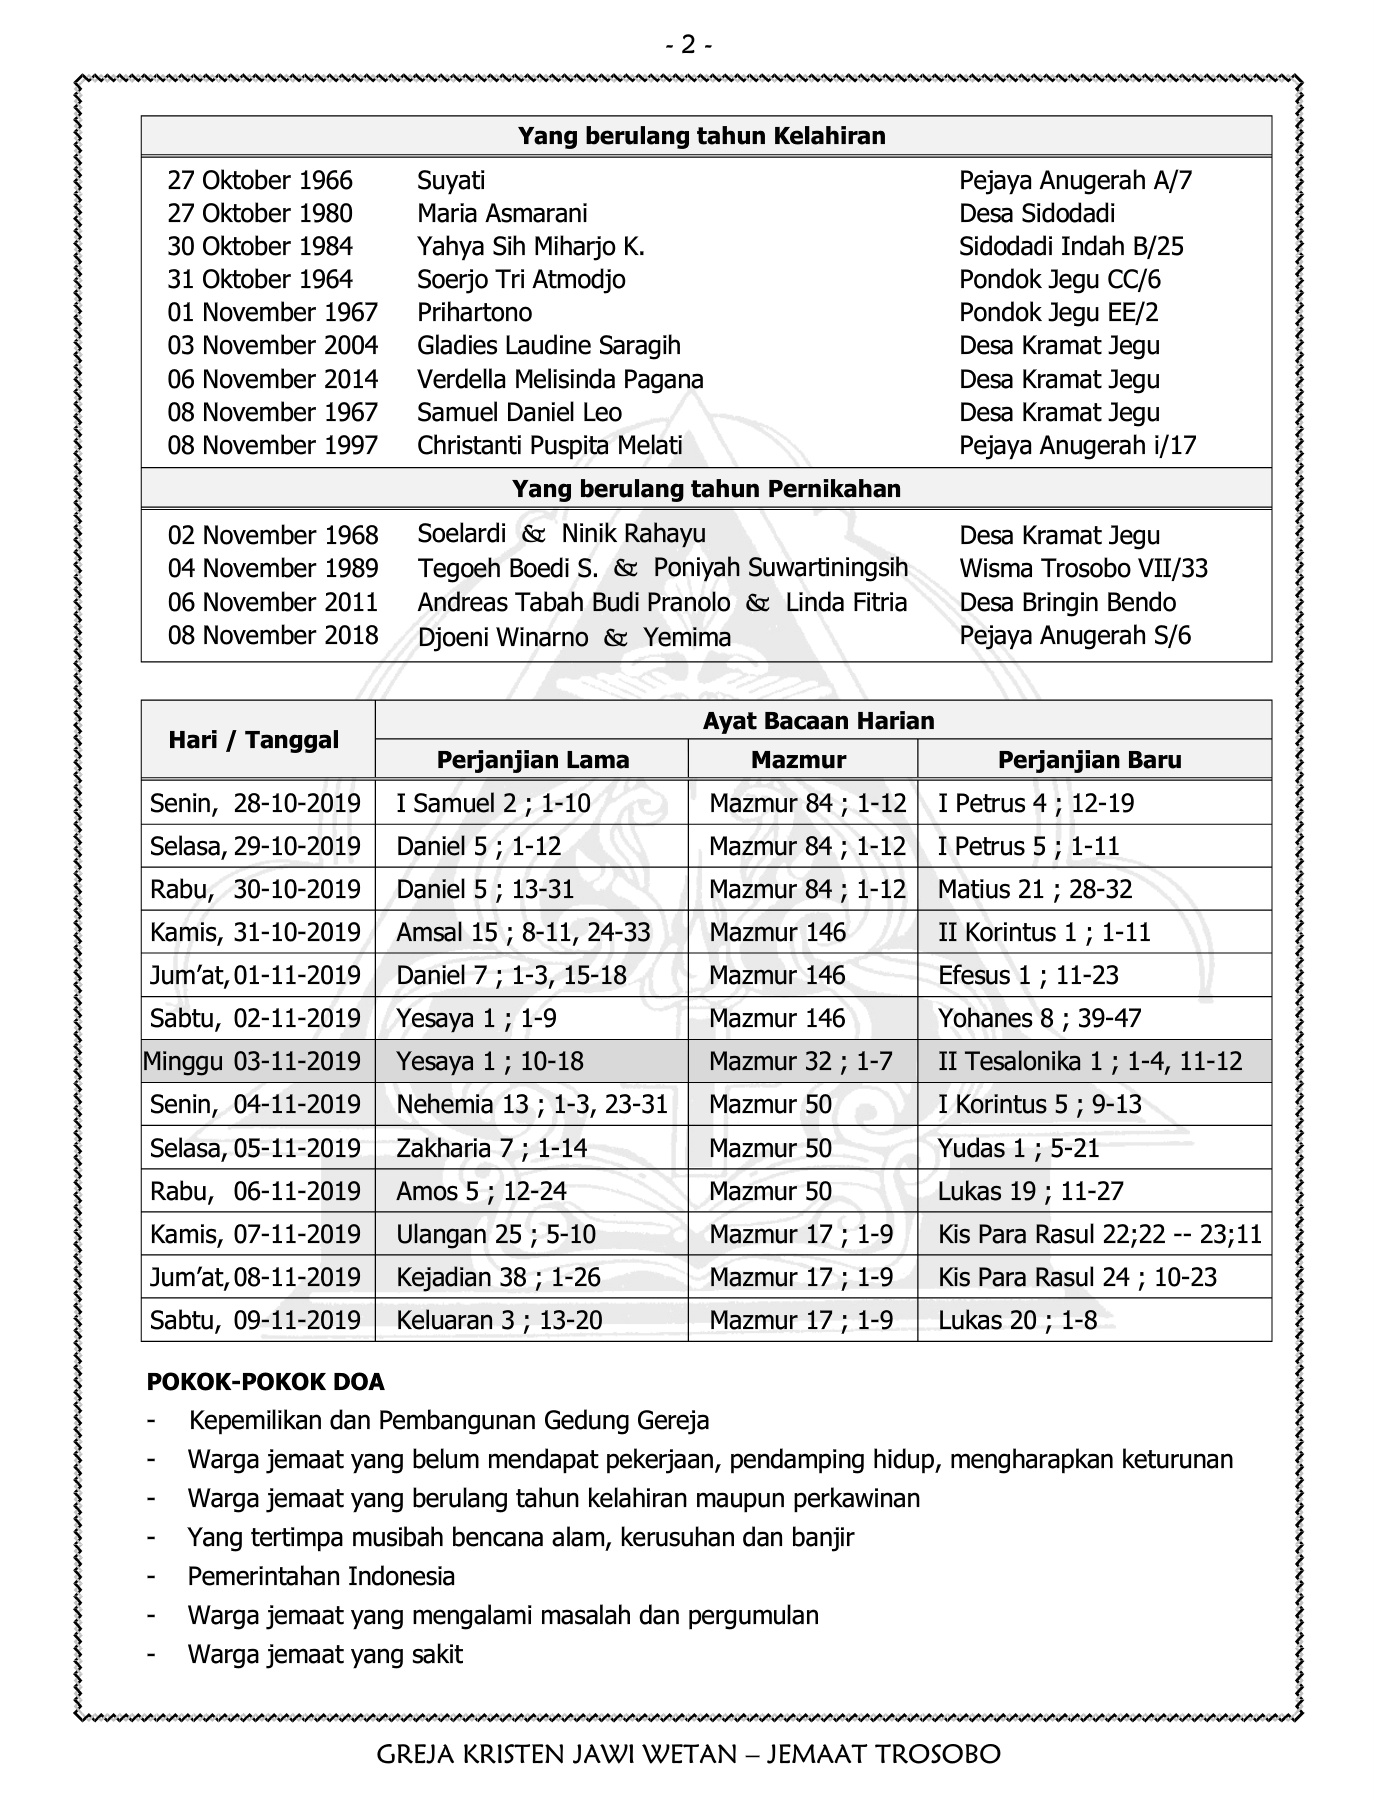 - 2 -
Yang berulang tahun Kelahiran
27 Oktober 1966 Suyati Pejaya Anugerah A/7
27 Oktober 1980 Maria Asmarani Desa Sidodadi
30 Oktober 1984 Yahya Sih Miharjo K. Sidodadi Indah B/25
31 Oktober 1964 Soerjo Tri Atmodjo Pondok Jegu CC/6
01 November 1967 Prihartono Pondok Jegu EE/2
03 November 2004 Gladies Laudine Saragih Desa Kramat Jegu
06 November 2014 Verdella Melisinda Pagana Desa Kramat Jegu
08 November 1967 Samuel Daniel Leo Desa Kramat Jegu
08 November 1997 Christanti Puspita Melati Pejaya Anugerah i/17
Yang berulang tahun Pernikahan
02 November 1968 Soelardi & Ninik Rahayu Desa Kramat Jegu
04 November 1989 Tegoeh Boedi S. & Poniyah Suwartiningsih Wisma Trosobo VII/33
06 November 2011 Andreas Tabah Budi Pranolo & Linda Fitria Desa Bringin Bendo
08 November 2018 Djoeni Winarno & Yemima Pejaya Anugerah S/6
Hari / Tanggal Ayat Bacaan Harian
Perjanjian Lama Mazmur Perjanjian Baru
Senin, 28-10-2019 I Samuel 2 ; 1-10 Mazmur 84 ; 1-12 I Petrus 4 ; 12-19
Selasa, 29-10-2019 Daniel 5 ; 1-12 Mazmur 84 ; 1-12 I Petrus 5 ; 1-11
Rabu, 30-10-2019 Daniel 5 ; 13-31 Mazmur 84 ; 1-12 Matius 21 ; 28-32
Kamis, 31-10-2019 Amsal 15 ; 8-11, 24-33 Mazmur 146 II Korintus 1 ; 1-11
Jum’at, 01-11-2019 Daniel 7 ; 1-3, 15-18 Mazmur 146 Efesus 1 ; 11-23
Sabtu, 02-11-2019 Yesaya 1 ; 1-9 Mazmur 146 Yohanes 8 ; 39-47
Minggu 03-11-2019 Yesaya 1 ; 10-18 Mazmur 32 ; 1-7 II Tesalonika 1 ; 1-4, 11-12
Senin, 04-11-2019 Nehemia 13 ; 1-3, 23-31 Mazmur 50 I Korintus 5 ; 9-13
Selasa, 05-11-2019 Zakharia 7 ; 1-14 Mazmur 50 Yudas 1 ; 5-21
Rabu, 06-11-2019 Amos 5 ; 12-24 Mazmur 50 Lukas 19 ; 11-27
Kamis, 07-11-2019 Ulangan 25 ; 5-10 Mazmur 17 ; 1-9 Kis Para Rasul 22;22 -- 23;11
Jum’at, 08-11-2019 Kejadian 38 ; 1-26 Mazmur 17 ; 1-9 Kis Para Rasul 24 ; 10-23
Sabtu, 09-11-2019 Keluaran 3 ; 13-20 Mazmur 17 ; 1-9 Lukas 20 ; 1-8
POKOK-POKOK DOA
- Kepemilikan dan Pembangunan Gedung Gereja
- Warga jemaat yang belum mendapat pekerjaan, pendamping hidup, mengharapkan keturunan
- Warga jemaat yang berulang tahun kelahiran maupun perkawinan
- Yang tertimpa musibah bencana alam, kerusuhan dan banjir
- Pemerintahan Indonesia
- Warga jemaat yang mengalami masalah dan pergumulan
- Warga jemaat yang sakit
GREJA KRISTEN JAWI WETAN – JEMAAT TROSOBO